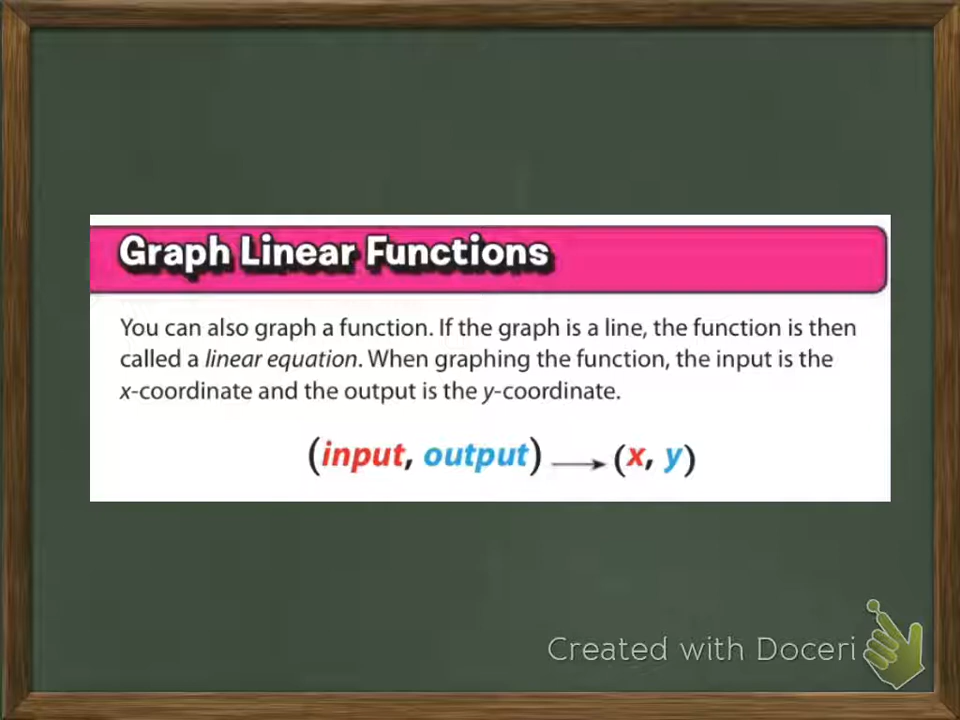 Graph Linear Functions
You can also graph a function. If the graph is a line, the function is then
called a linear equation. When graphing the function, the input is the
x-coordinate and the output is the y-coordinate.
(input, output) → (x, y)
Created with Doceri